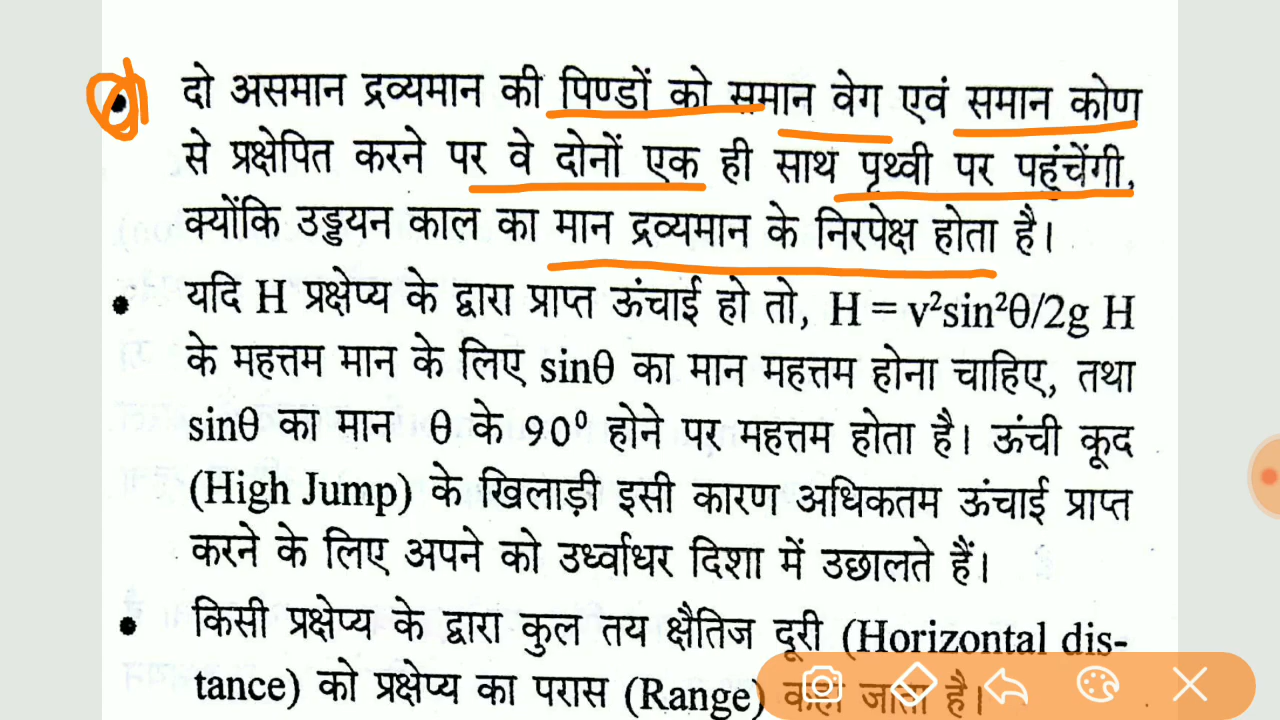 दो असमान द्रव्यमान की पिण्डों को समान वेग एवं समान कोण
से प्रक्षेपित करने पर वे दोनों एक ही साथ पृथ्वी पर पहुंचेंगी,
क्योंकि उड्डयन काल का मान द्रव्यमान के निरपेक्ष होता है।
यदि H प्रक्षेप्य के द्वारा प्राप्त ऊंचाई हो तो, H = v²sin²θ/2g H
के महत्तम मान के लिए sinθ का मान महत्तम होना चाहिए, तथा
sinθ का मान θ के 90⁰ होने पर महत्तम होता है। ऊंची कूद
(High Jump) के खिलाड़ी इसी कारण अधिकतम ऊंचाई प्राप्त
करने के लिए अपने को उर्ध्वाधर दिशा में उछालते हैं।
किसी प्रक्षेप्य के द्वारा कुल तय क्षैतिज दूरी (Horizontal dis-
tance) को प्रक्षेप्य का परास (Range) कहा जाता है।